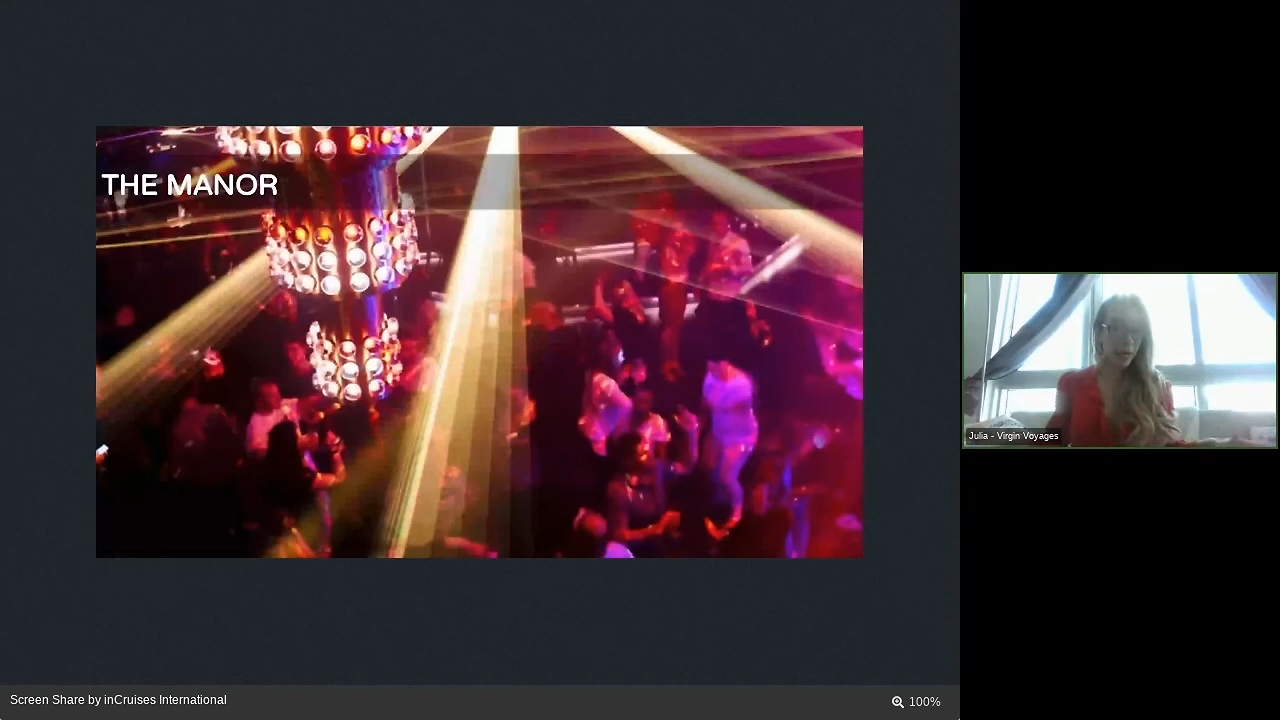 THE MANOR
Julia - Virgin Voyages
Screen Share by inCruises International
100%